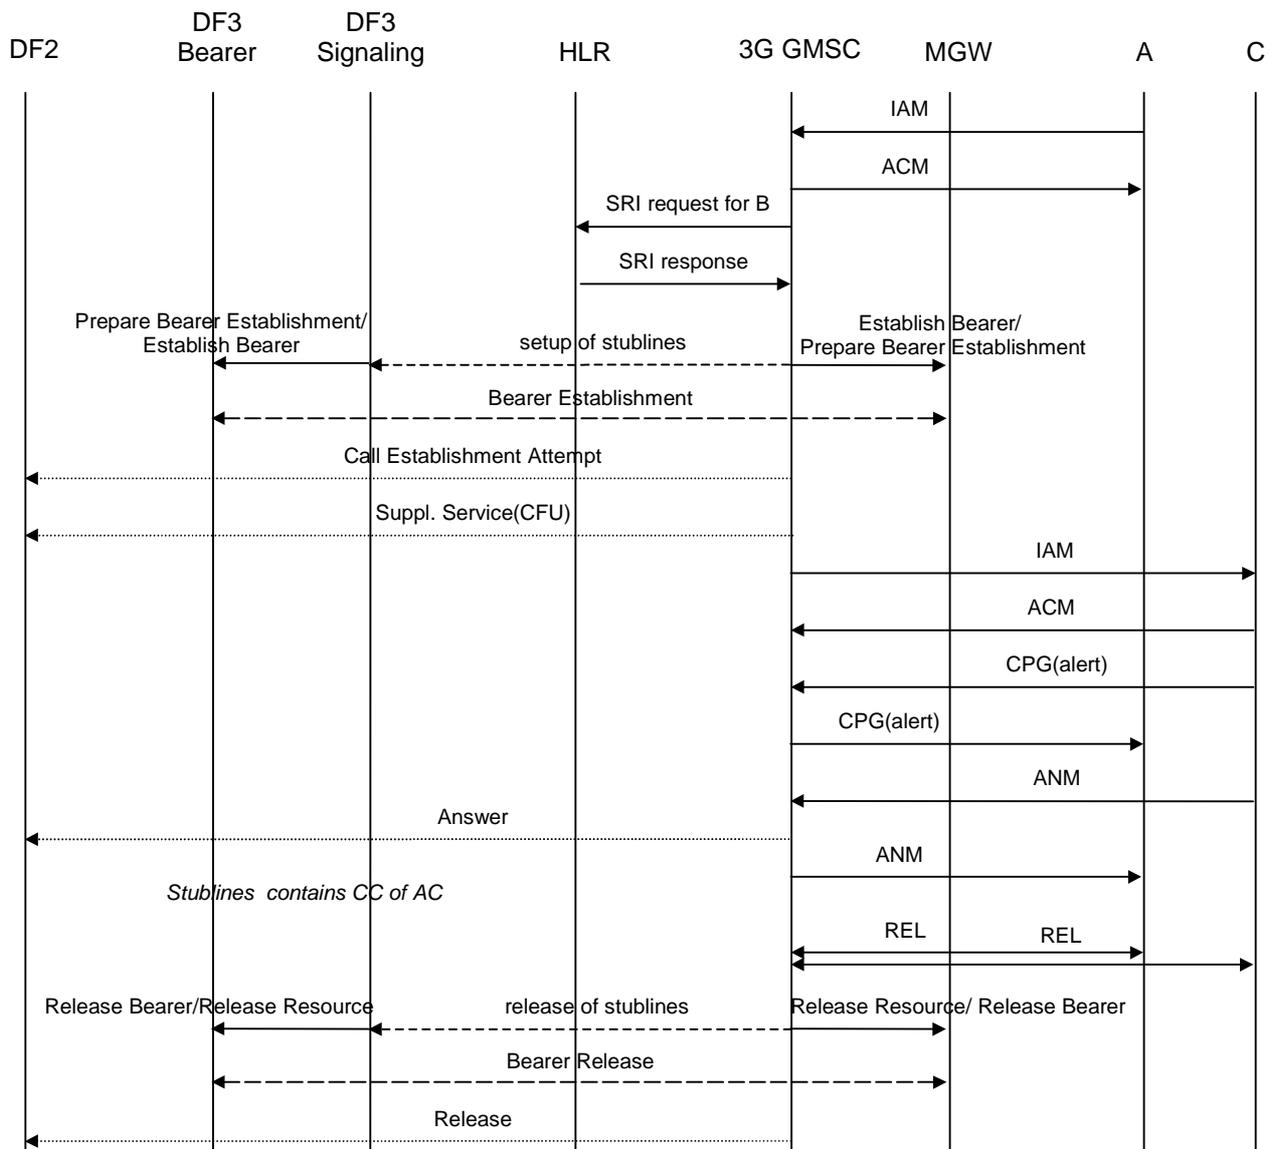 DF2
DF3
Bearer
DF3
Signaling
HLR
3G GMSC
MGW
A
C
IAM
ACM
SRI request for B
SRI response
Prepare Bearer Establishment/
Establish Bearer
setup of stublines
Establish Bearer/
Prepare Bearer Establishment
Bearer Establishment
Call Establishment Attempt
Suppl. Service(CFU)
IAM
ACM
CPG(alert)
CPG(alert)
ANM
Answer
ANM
Stublines contains CC of AC
REL
REL
Release Bearer/Release Resource
release of stublines
Release Resource/ Release Bearer
Bearer Release
Release